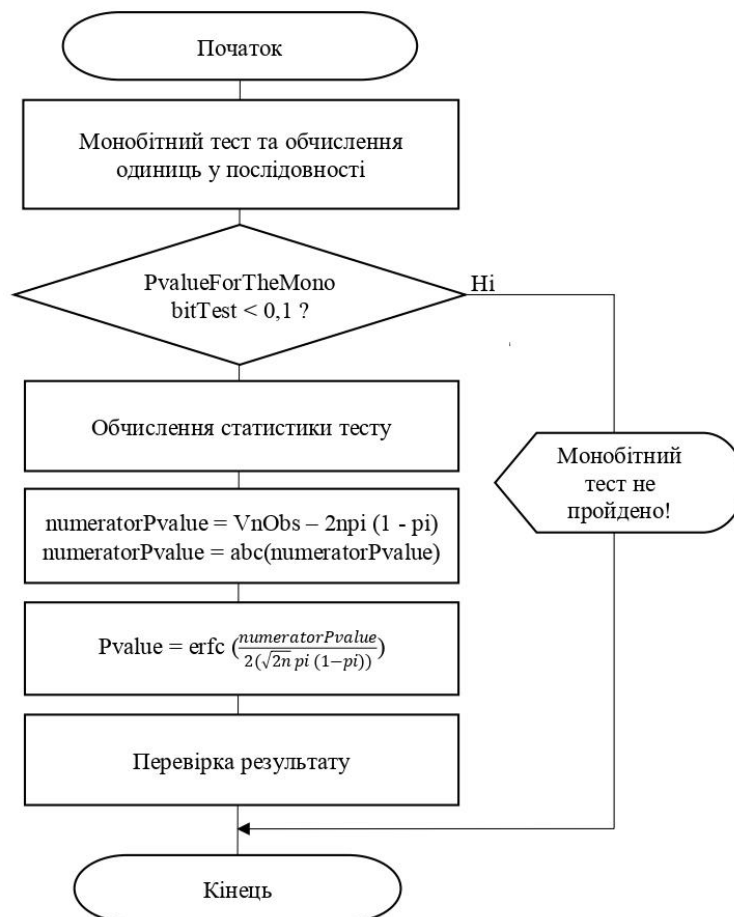 Початок
Монобітний тест та обчислення
одиниць у послідовності
PvalueForTheMono
bitTest < 0,1 ?
Ні
Обчислення статистики тесту
Монобітний
тест не
пройдено!
numeratorPvalue = VnObs – 2npi (1 - pi)
numeratorPvalue = abc(numeratorPvalue)
Pvalue = erfc (numeratorPvalue / 2(√2n pi (1−pi)))
Перевірка результату
Кінець